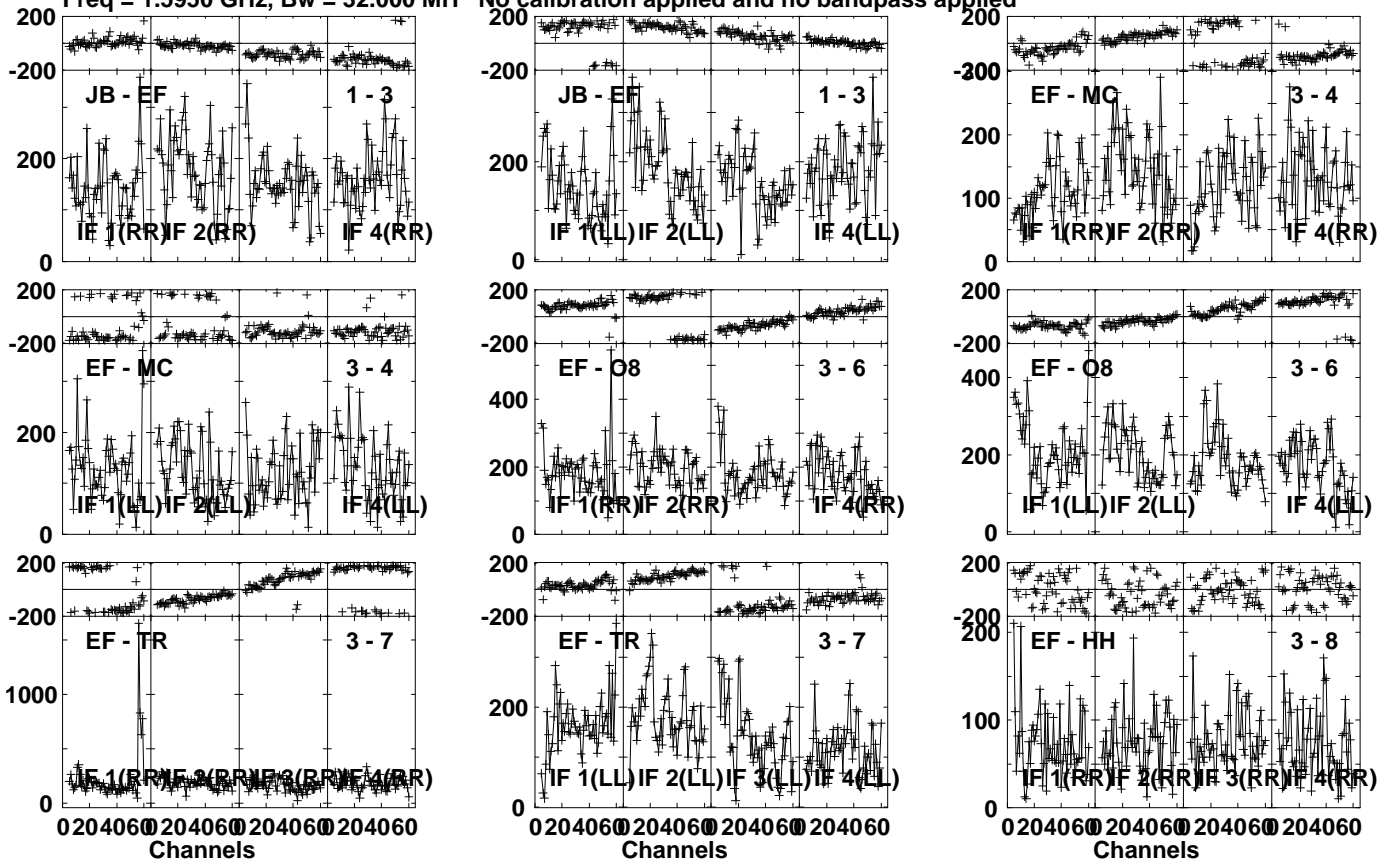 Freq = 1.5950 GHz, Bw = 32.000 MH No calibration applied and no bandpass applied
200
-200
JB - EF 1 - 3
200
0
IF 1(RR) IF 2(RR) IF 4(RR)
200
-200
JB - EF 1 - 3
200
0
IF 1(LL) IF 2(LL) IF 4(LL)
200
-200
300
EF - MC 3 - 4
200
100
0
IF 1(RR) IF 2(RR) IF 4(RR)
200
-200
EF - MC 3 - 4
200
0
IF 1(LL) IF 2(LL) IF 4(LL)
200
-200
EF - O8 3 - 6
400
200
0
IF 1(RR) IF 2(RR) IF 4(RR)
200
-200
EF - O8 3 - 6
400
200
0
IF 1(LL) IF 2(LL) IF 4(LL)
200
-200
EF - TR 3 - 7
1000
0
IF 1(RR) IF 2(RR) IF 3(RR) IF 4(RR)
0 20 40 60 0 20 40 60 0 20 40 60 0 20 40 60
Channels
200
-200
EF - TR 3 - 7
200
0
IF 1(LL) IF 2(LL) IF 3(LL) IF 4(LL)
0 20 40 60 0 20 40 60 0 20 40 60 0 20 40 60
Channels
200
-200
EF - HH 3 - 8
200
100
0
IF 1(RR) IF 2(RR) IF 3(RR) IF 4(RR)
0 20 40 60 0 20 40 60 0 20 40 60 0 20 40 60
Channels